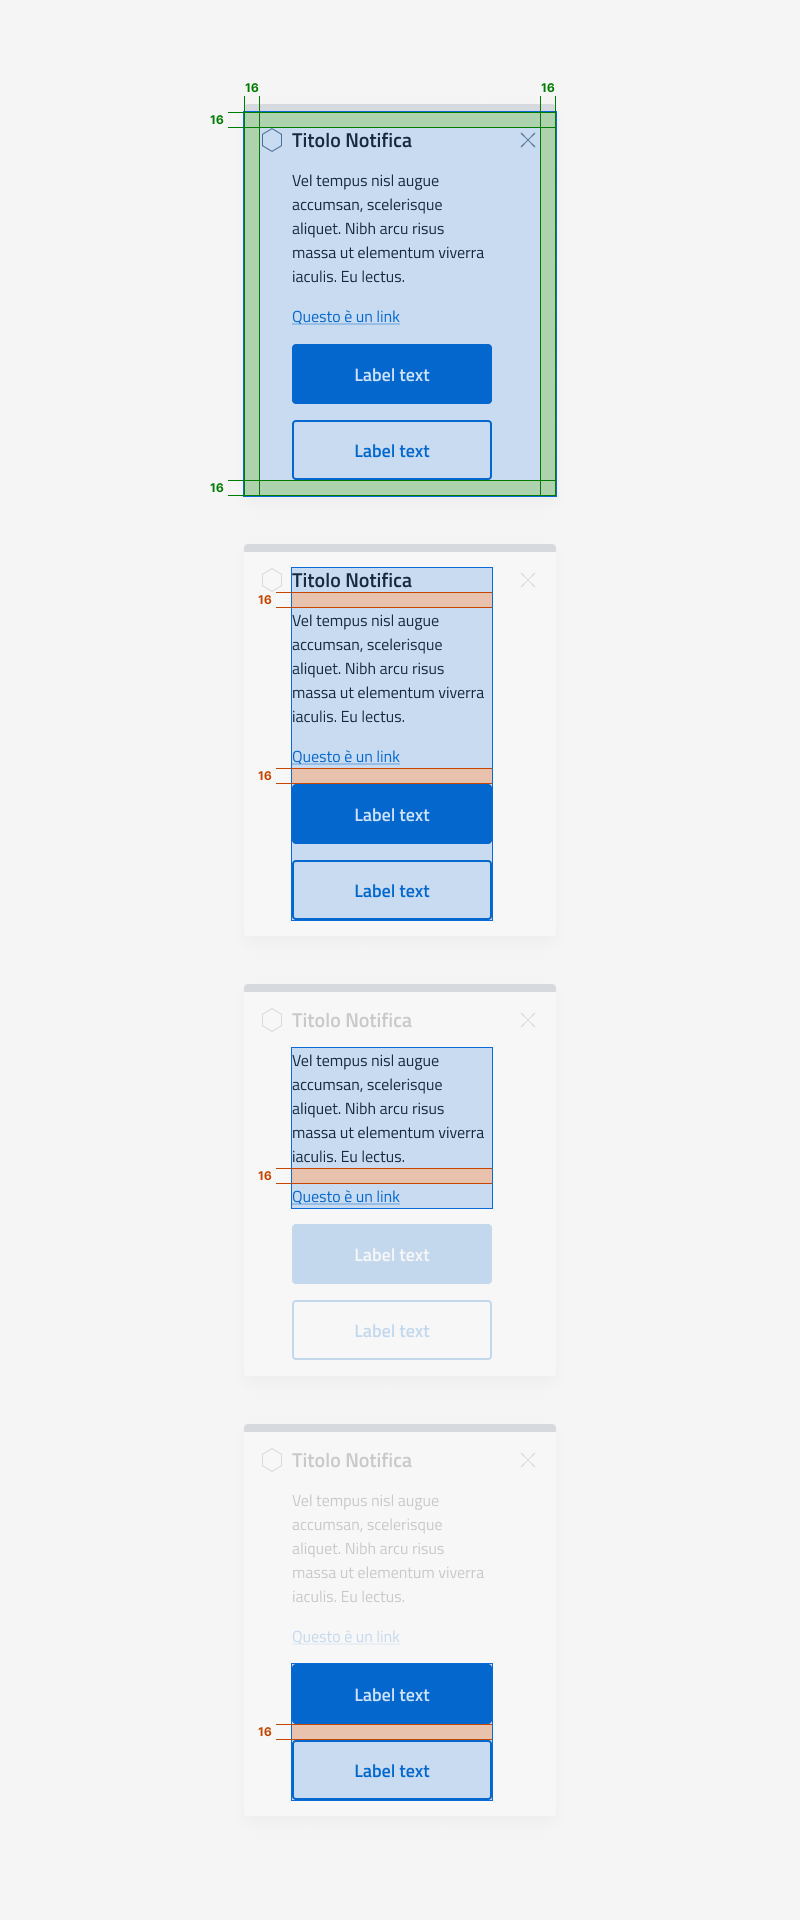 16 16
16
Titolo Notifica
Vel tempus nisl augue
accumsan, scelerisque
aliquet. Nibh arcu risus
massa ut elementum viverra
iaculis. Eu lectus.
Questo è un link
Label text
Label text
16
Titolo Notifica
16
Vel tempus nisl augue
accumsan, scelerisque
aliquet. Nibh arcu risus
massa ut elementum viverra
iaculis. Eu lectus.
Questo è un link
16
Label text
Label text
Titolo Notifica
Vel tempus nisl augue
accumsan, scelerisque
aliquet. Nibh arcu risus
massa ut elementum viverra
iaculis. Eu lectus.
16
Questo è un link
Label text
Label text
Titolo Notifica
Vel tempus nisl augue
accumsan, scelerisque
aliquet. Nibh arcu risus
massa ut elementum viverra
iaculis. Eu lectus.
Questo è un link
Label text
16
Label text